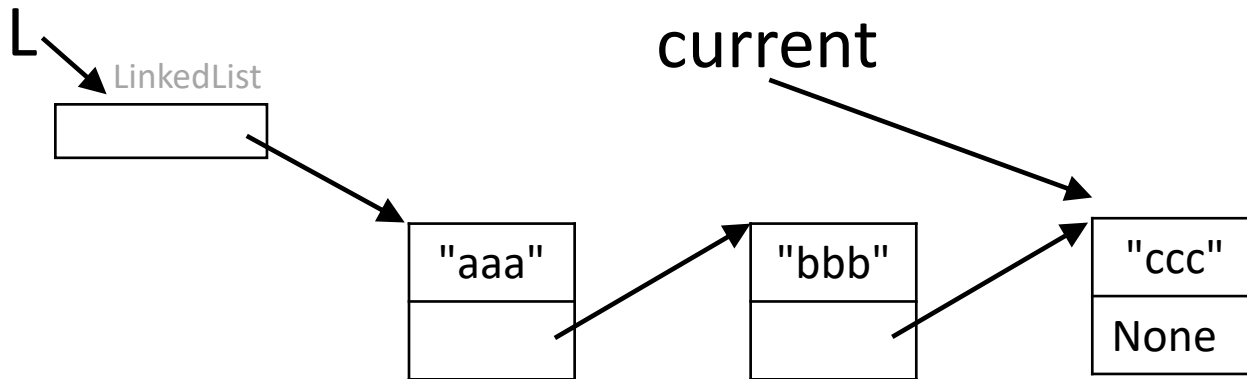 L
current
LinkedList
"aaa"
"bbb"
"ccc"
None